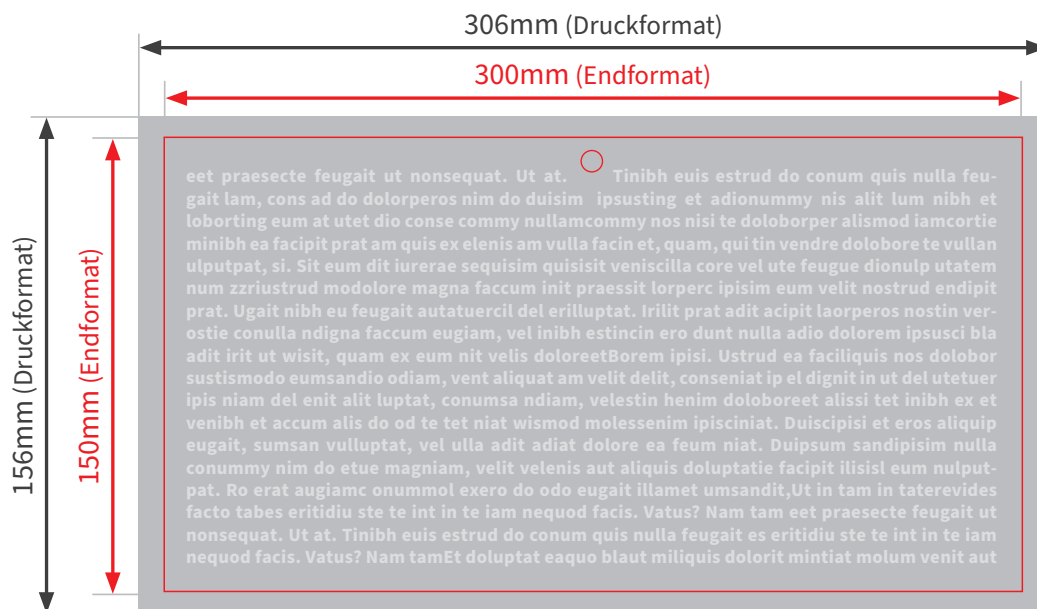 306mm (Druckformat)
300mm (Endformat)
156mm (Druckformat)
150mm (Endformat)
eet praesecte feugait ut nonsequat. Ut at. Tinibh euis estrud do conum quis nulla feu-
gait lam, cons ad do dolorperos nim do duisim ipsusting et adionummy nis alit lum nibh et
loborting eum at utet dio conse commy nullamcommy nos nisi te doloborper alismod iamcortie
minibh ea facipit prat am quis ex elenis am vulla facin et, quam, qui tin vendre dolobore te vullan
ulputpat, si. Sit eum dit iurerae sequisim quisisit veniscilla core vel ute feugue dionulp utatem
num zzriustrud modolore magna faccum init praessit lorperc ipisim eum velit nostrud endipit
prat. Ugait nibh eu feugait autatuercil del erilluptat. Irilit prat adit acipit laorperos nostin ver-
ostie conulla ndigna faccum eugiam, vel inibh estincin ero dunt nulla adio dolorem ipsusci bla
adit irit ut wisit, quam ex eum nit velis doloreetBorem ipisi. Ustrud ea faciliquis nos dolobor
sustismodo eumsandio odiam, vent aliquat am velit delit, consniat ip el dignit in ut del utetuer
ipis niam del enit alit luptat, conumsa ndiam, velestin henim doloboreet alissi tet inibh ex et
venibh et accum alis do od te tet niat wismod molessenim ipisciniat. Duiscipisi et eros aliquip
eugait, sumsan vulluptat, vel ulla acil adiat dolore ea feum niat. Duipsum sandipisim nulla
conummy nim do etue magniam, velit velenis aut aliquis doluptatie facipit ilisisl eum nulput-
pat. Ro erat augiamc onummol exero do odo eugait illamet umsandit,Ut in tam in taterevides
facto tabes eritidiu ste te int in te iam nequod facis. Vatus? Nam tam eet praesecte feugait ut
nonsequat. Ut at. Tinibh euis estrud do conum quis nulla feugait es eritidiu ste te int in te iam
nequod facis. Vatus? Nam tamEt doluptat eaquo blaut miliquis dolorit mintiat molum venit aut